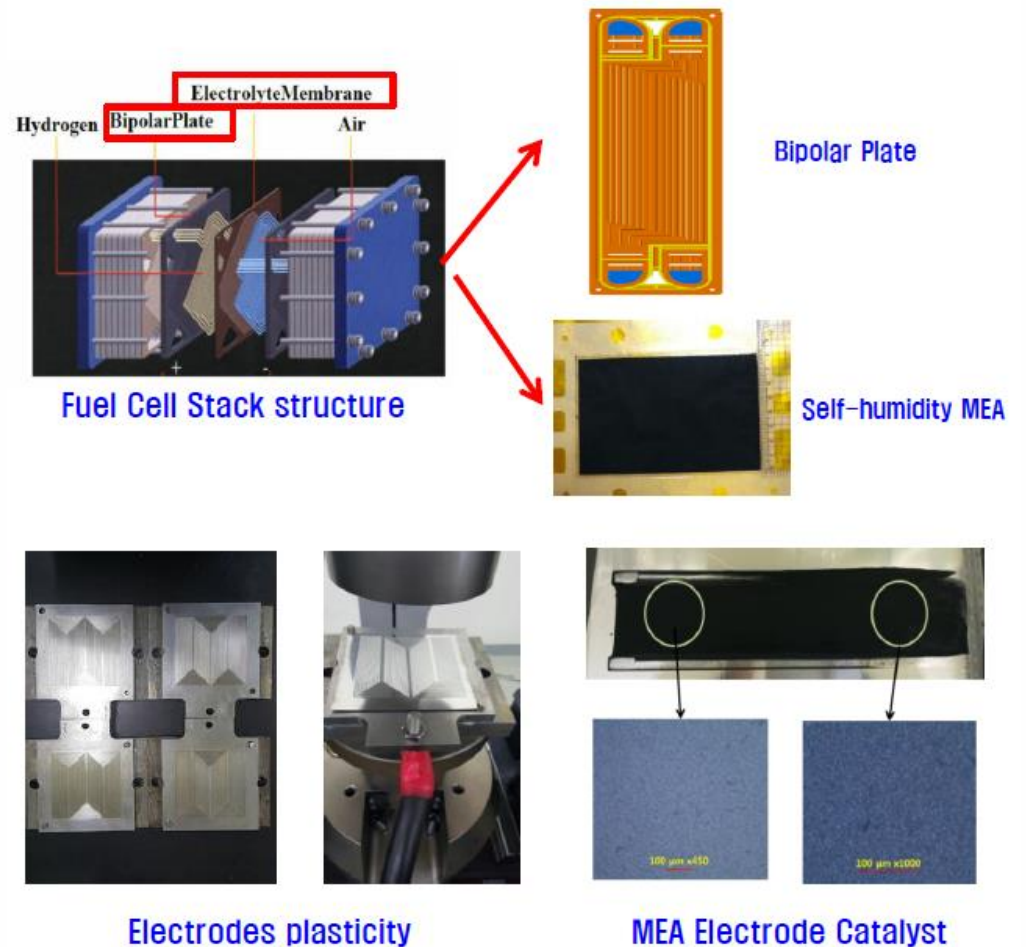 ElectrolyteMembrane
Hydrogen BipolarPlate Air
+ -
Fuel Cell Stack structure
Bipolar Plate
Self-humidity MEA
100 μm x450
100 μm x1000
Electrodes plasticity
MEA Electrode Catalyst